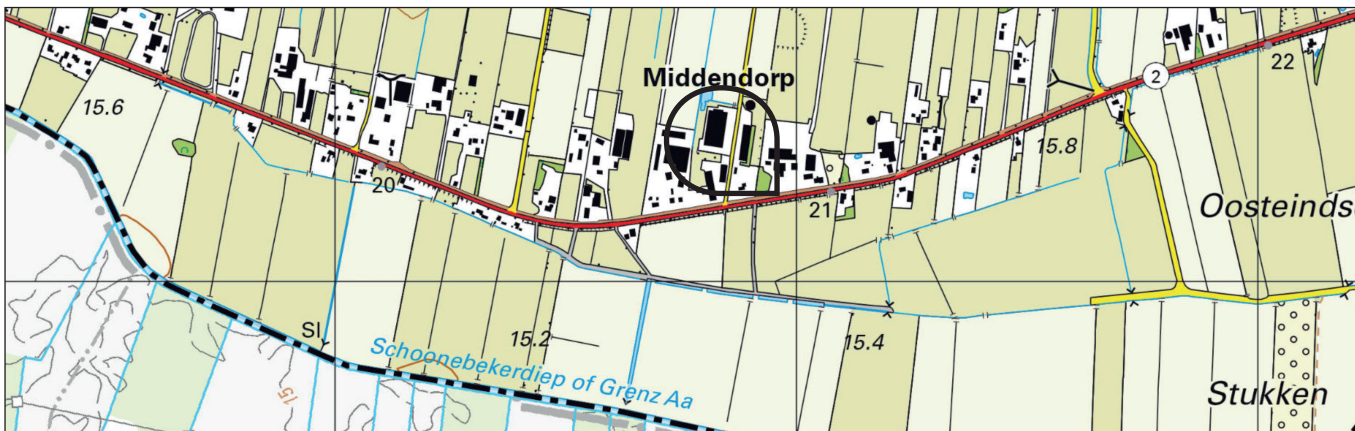 2
22
Middendorp
15.6
15.8
20
21
Oosteinds
15.2
15.4
Sl
Schoonebekerdiep of Grenz Aa
15
Stukken